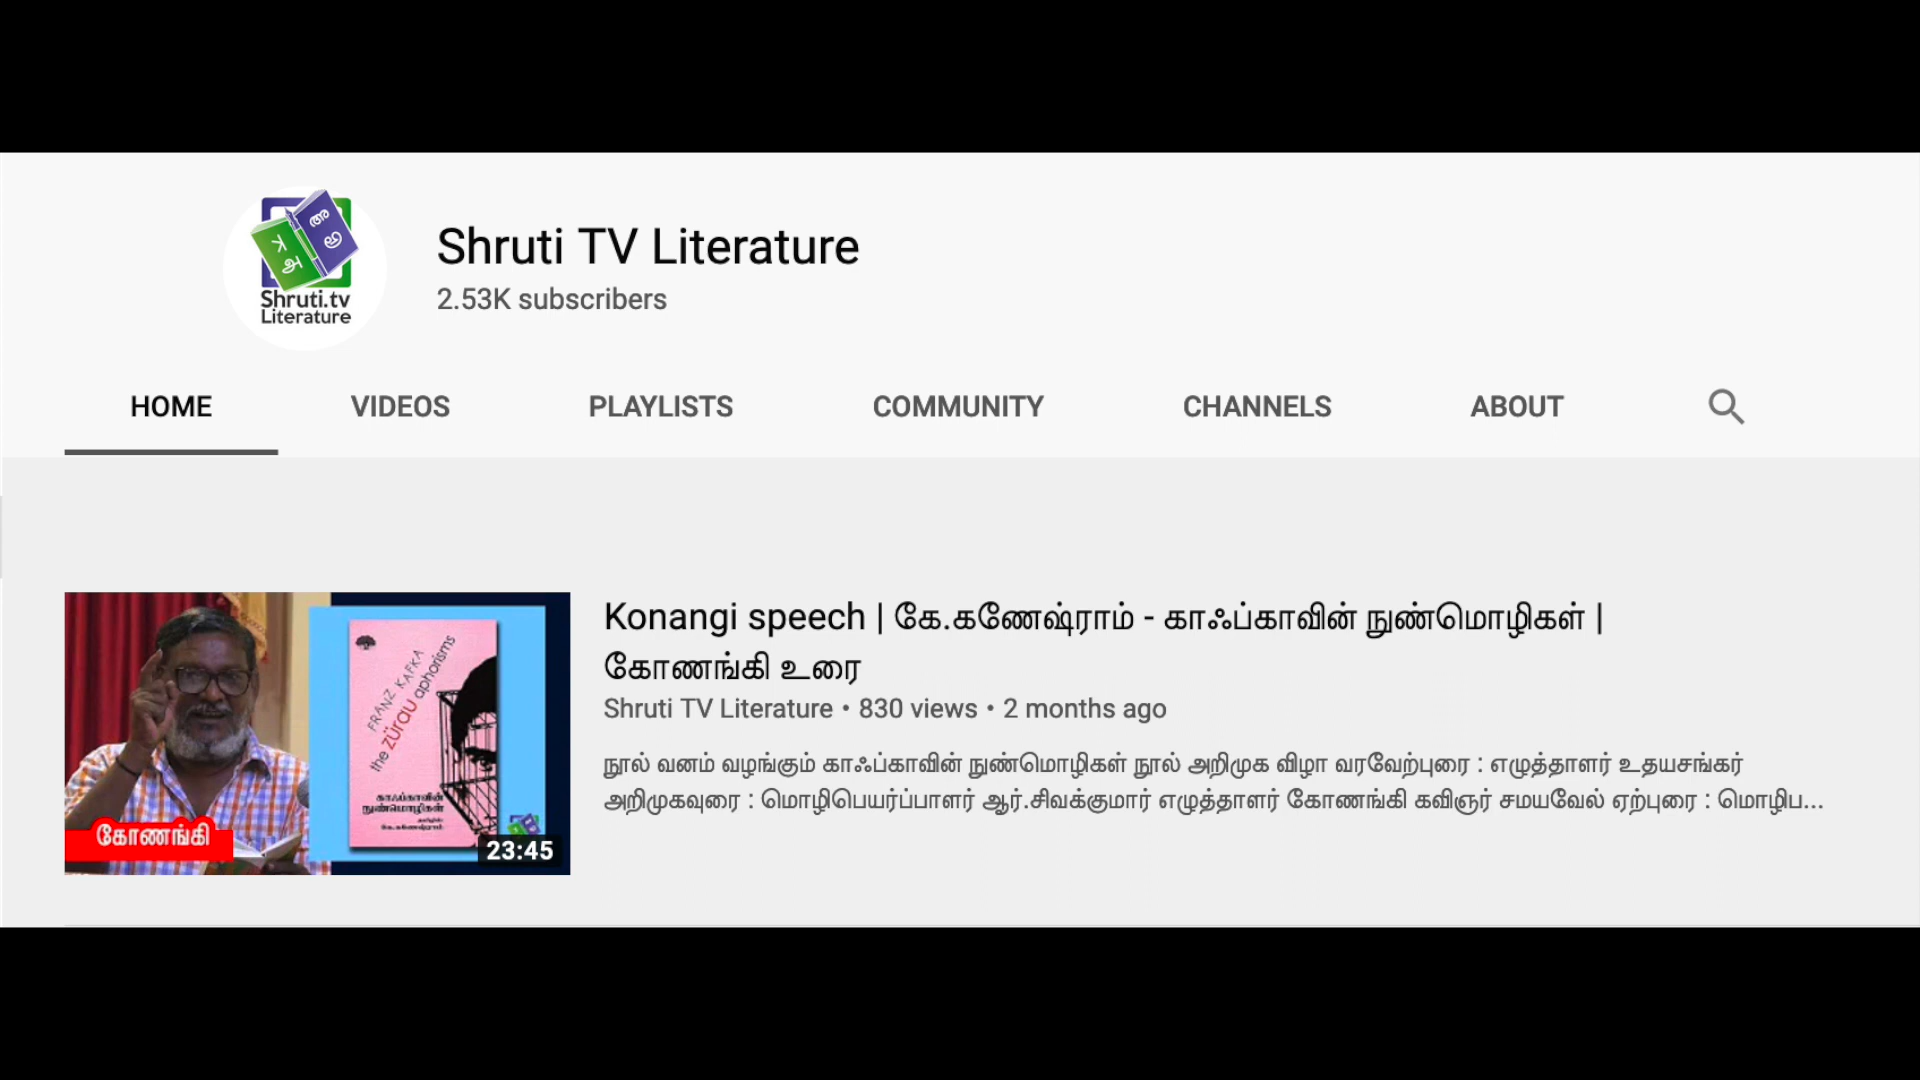 அ
இ
க
அ
Shruti.tv
Literature
Shruti TV Literature
2.53K subscribers
HOME
VIDEOS
PLAYLISTS
COMMUNITY
CHANNELS
ABOUT
FRANZ KAFKA
the zürau aphorisms
காஃப்காவின்
நுண்மொழிகள்
தமிழில்
கே.கணேஷ்ராம்
கோணங்கி
23:45
Konangi speech | கே.கணேஷ்ராம் - காஃப்காவின் நுண்மொழிகள் |
கோணங்கி உரை
Shruti TV Literature • 830 views • 2 months ago
நூல் வனம் வழங்கும் காஃப்காவின் நுண்மொழிகள் நூல் அறிமுக விழா வரவேற்புரை : எழுத்தாளர் உதயசங்கர்
அறிமுகவுரை : மொழிபெயர்ப்பாளர் ஆர்.சிவக்குமார் எழுத்தாளர் கோணங்கி கவிஞர் சமயவேல் ஏற்புரை : மொழிப...